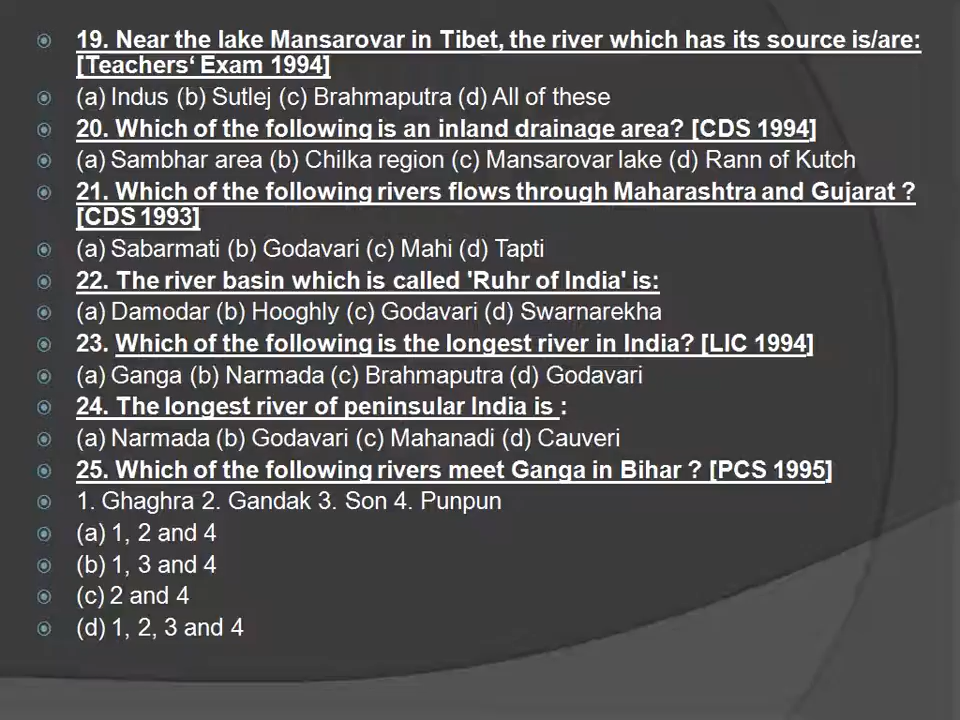 19. Near the lake Mansarovar in Tibet, the river which has its source is/are:
[Teachers‘ Exam 1994]
(a) Indus (b) Sutlej (c) Brahmaputra (d) All of these
20. Which of the following is an inland drainage area? [CDS 1994]
(a) Sambhar area (b) Chilka region (c) Mansarovar lake (d) Rann of Kutch
21. Which of the following rivers flows through Maharashtra and Gujarat ?
[CDS 1993]
(a) Sabarmati (b) Godavari (c) Mahi (d) Tapti
22. The river basin which is called 'Ruhr of India' is:
(a) Damodar (b) Hooghly (c) Godavari (d) Swarnarekha
23. Which of the following is the longest river in India? [LIC 1994]
(a) Ganga (b) Narmada (c) Brahmaputra (d) Godavari
24. The longest river of peninsular India is :
(a) Narmada (b) Godavari (c) Mahanadi (d) Cauveri
25. Which of the following rivers meet Ganga in Bihar ? [PCS 1995]
1. Ghaghra 2. Gandak 3. Son 4. Punpun
(a) 1, 2 and 4
(b) 1, 3 and 4
(c) 2 and 4
(d) 1, 2, 3 and 4